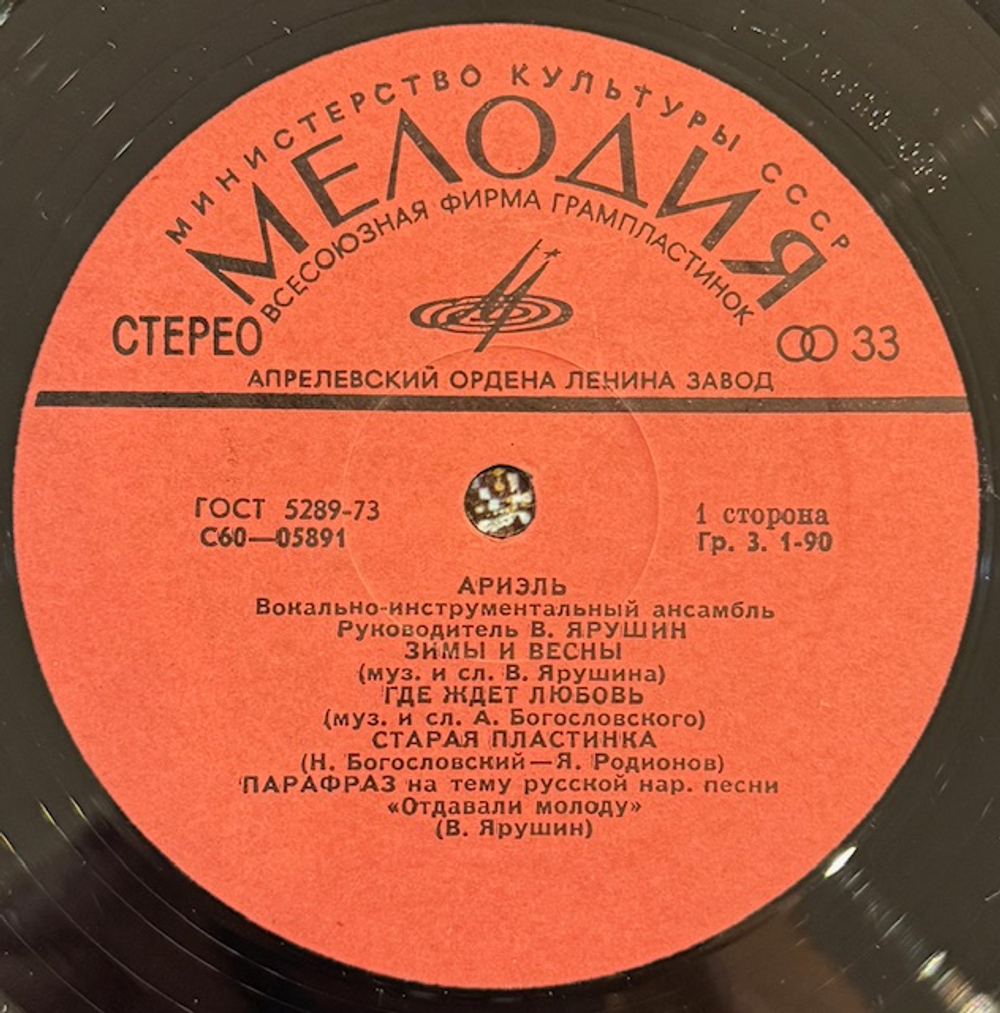 МИНИСТЕРСТВО КУЛЬТУРЫ СССР
МЕЛОДИЯ
ВСЕСОЮЗНАЯ ФИРМА ГРАМПЛАСТИНОК
СТЕРЕО
33
АПРЕЛЕВСКИЙ ОРДЕНА ЛЕНИНА ЗАВОД
ГОСТ 5289-73
С60—05891
1 сторона
Гр. 3. 1-90
АРИЭЛЬ
Вокально-инструментальный ансамбль
Руководитель В. ЯРУШИН
ЗИМЫ И ВЕСНЫ
(муз. и сл. В. Ярушина)
ГДЕ ЖДЕТ ЛЮБОВЬ
(муз. и сл. А. Богословского)
СТАРАЯ ПЛАСТИНКА
(Н. Богословский—Я. Родионов)
ПАРАФРАЗ на тему русской нар. песни
«Отдавали молоду»
(В. Ярушин)